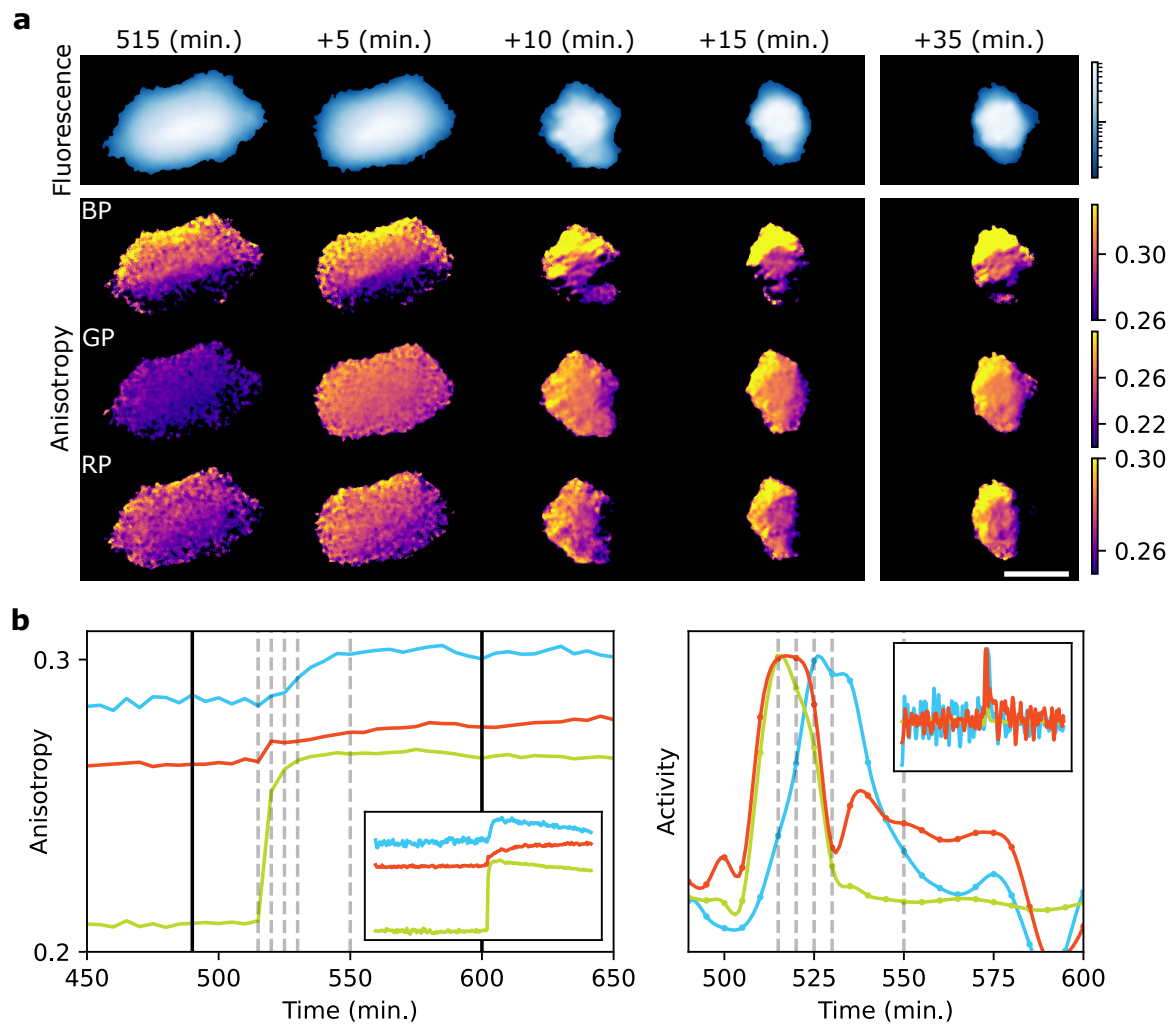 a
515 (min.) +5 (min.) +10 (min.) +15 (min.) +35 (min.)
Fluorescence
Anisotropy
BP
0.30
0.26
GP
0.26
0.22
RP
0.30
0.26
b
Anisotropy
0.3
0.2
450 500 550 600 650
Time (min.)
Activity
500 525 550 575 600
Time (min.)